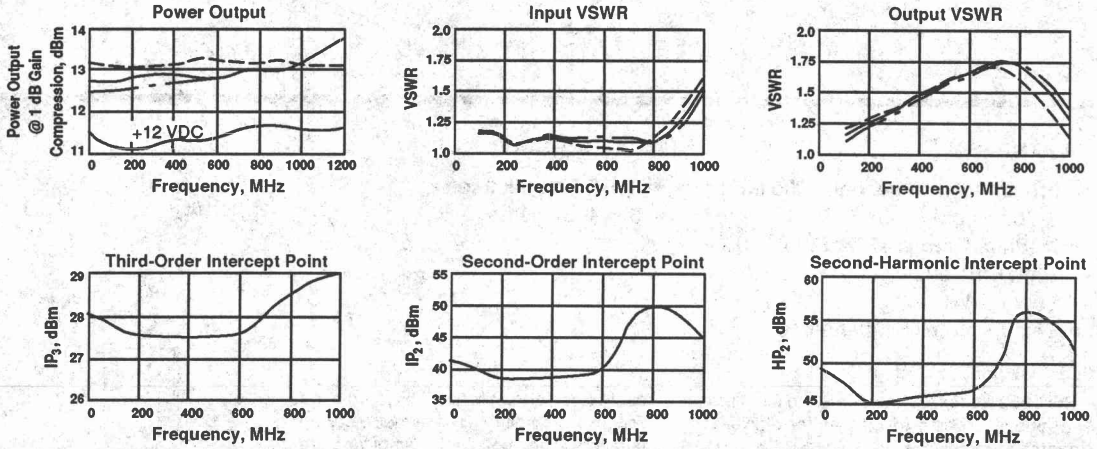 Power Output
Power Output
@ 1 dB Gain
Compression, dBm
14
13
12
11
+12 VDC
0 200 400 600 800 1000 1200
Frequency, MHz
Input VSWR
VSWR
2.0
1.75
1.5
1.25
1.0
0 200 400 600 800 1000
Frequency, MHz
Output VSWR
VSWR
2.0
1.75
1.5
1.25
1.0
0 200 400 600 800 1000
Frequency, MHz
Third-Order Intercept Point
IP3, dBm
29
28
27
26
0 200 400 600 800 1000
Frequency, MHz
Second-Order Intercept Point
IP2, dBm
55
50
45
40
35
0 200 400 600 800 1000
Frequency, MHz
Second-Harmonic Intercept Point
HP2, dBm
60
55
50
45
0 200 400 600 800 1000
Frequency, MHz